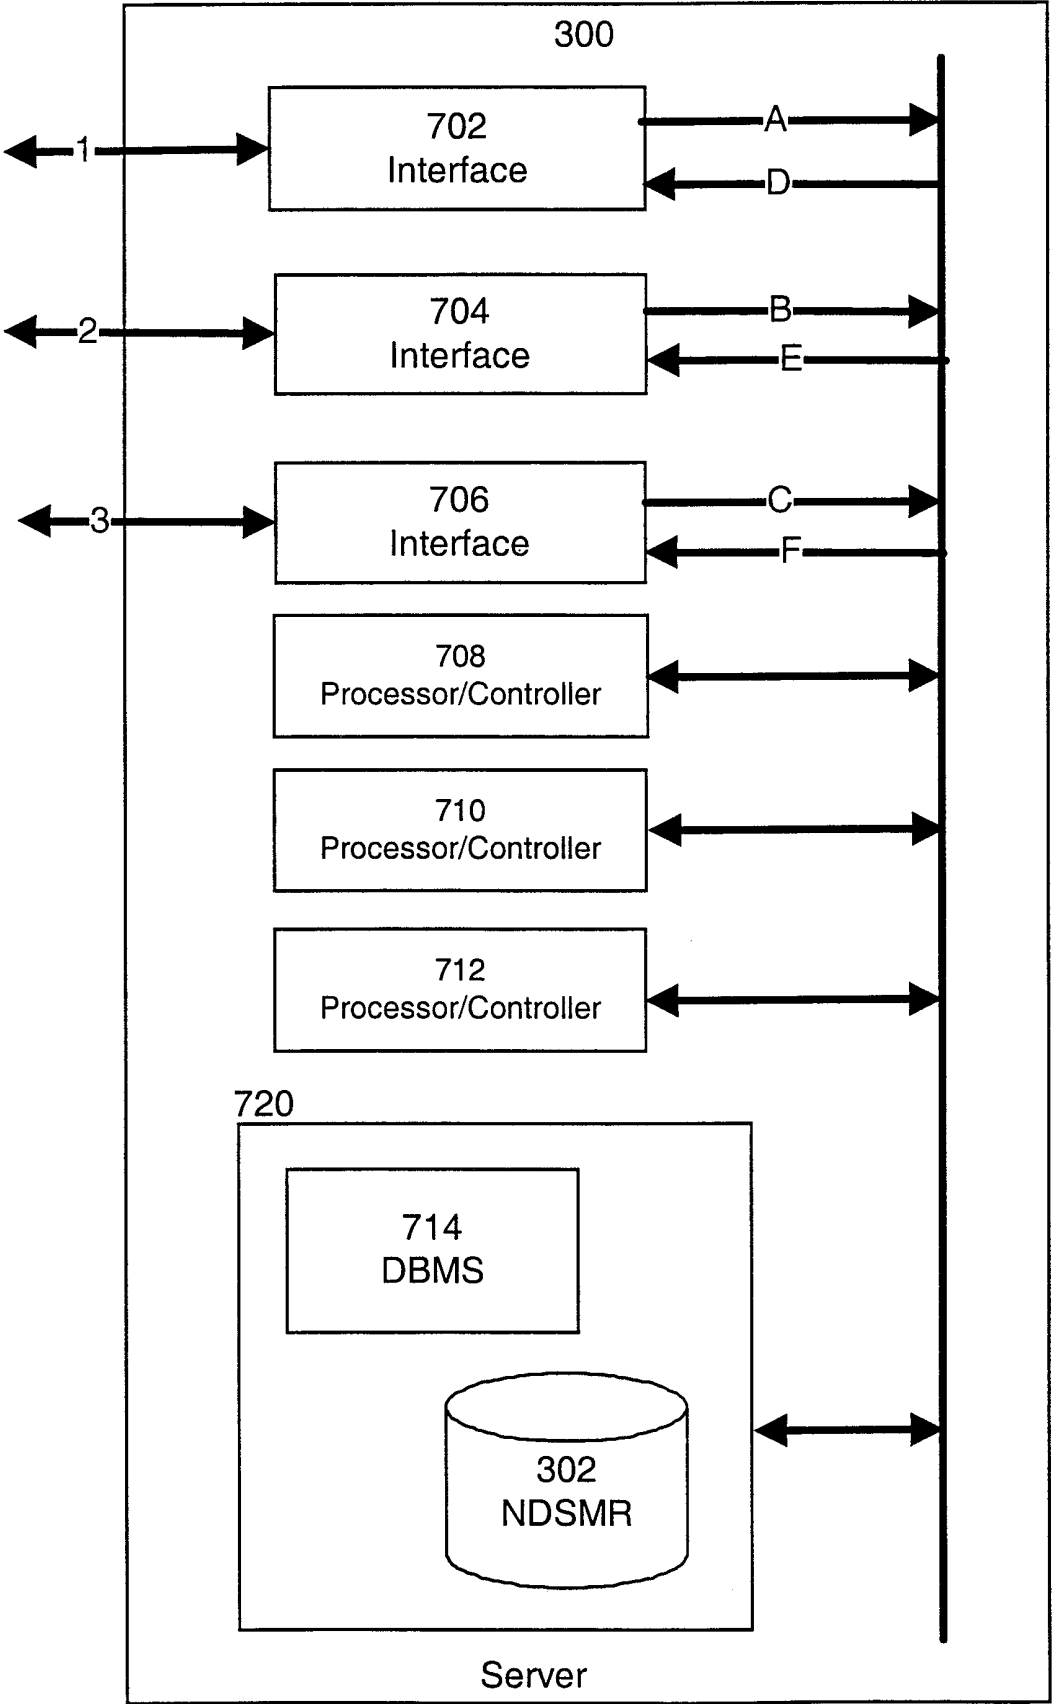 300
702
Interface
1
A
D
704
Interface
2
B
E
706
Interface
3
C
F
708
Processor/Controller
710
Processor/Controller
712
Processor/Controller
720
714
DBMS
302
NDSMR
Server